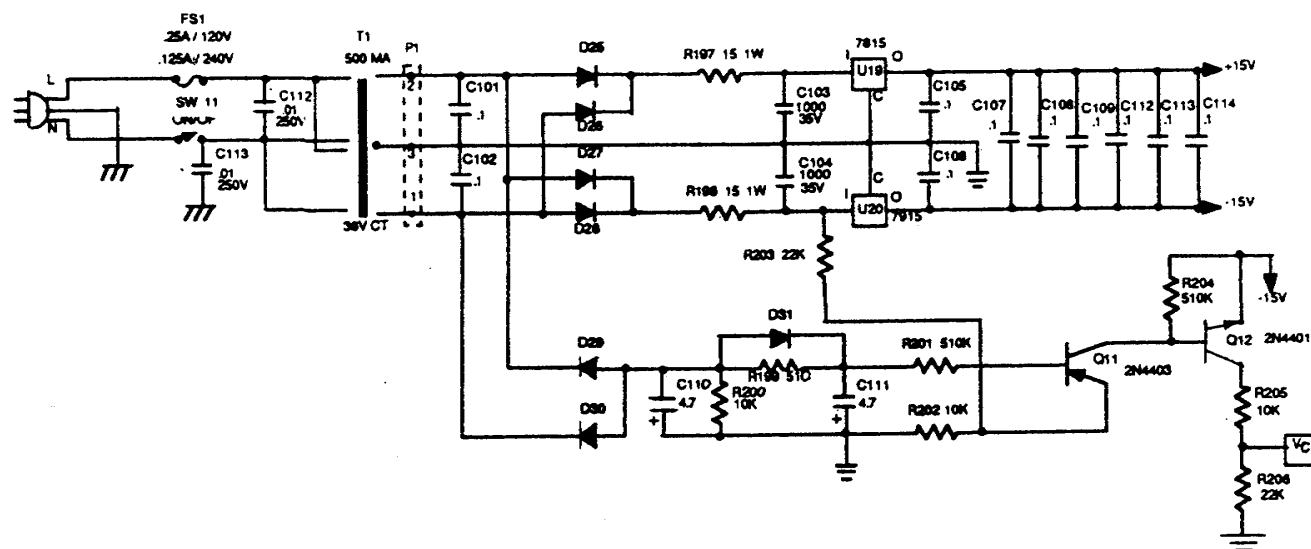 FS1
.25A / 120V
.125A / 240V
L
N
SW 11
ON/OF
C112
.01
250V
C113
.01
250V
T1
500 MA
36V CT
P1
2
3
1
C101
.1
C102
.1
D25
D26
D27
D28
R197 15 1W
R198 15 1W
C103
1000
35V
C104
1000
35V
7815
I
U19
O
C
C
I
U20
O
7915
C105
.1
C108
.1
C107
.1
C108
.1
C109
.1
C112
.1
C113
.1
C114
.1
+15V
-15V
R203 22K
D29
D30
D31
R199 51O
C110
4.7
+
R200
10K
C111
4.7
+
R201 510K
R202 10K
Q11
2N4403
R204
510K
-15V
Q12
2N4401
R205
10K
VC
R206
22K